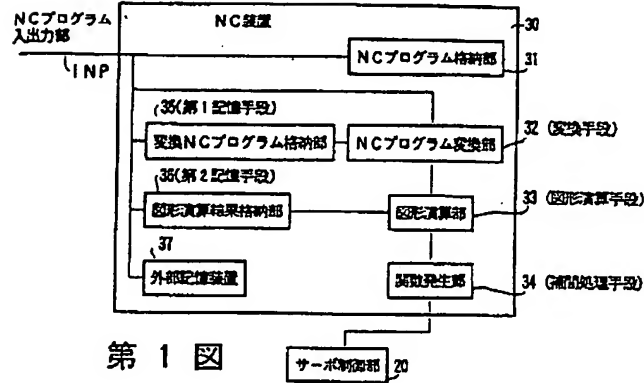 NCプログラム
入出力部
INP
NC装置
30
NCプログラム格納部
31
35(第1記憶手段)
変換NCプログラム格納部
NCプログラム変換部
32 (変換手段)
36(第2記憶手段)
図形演算結果格納部
図形演算部
33 (図形演算手段)
37
外部記憶装置
関数発生部
34 (補間処理手段)
第 1 図
サーボ制御部
20